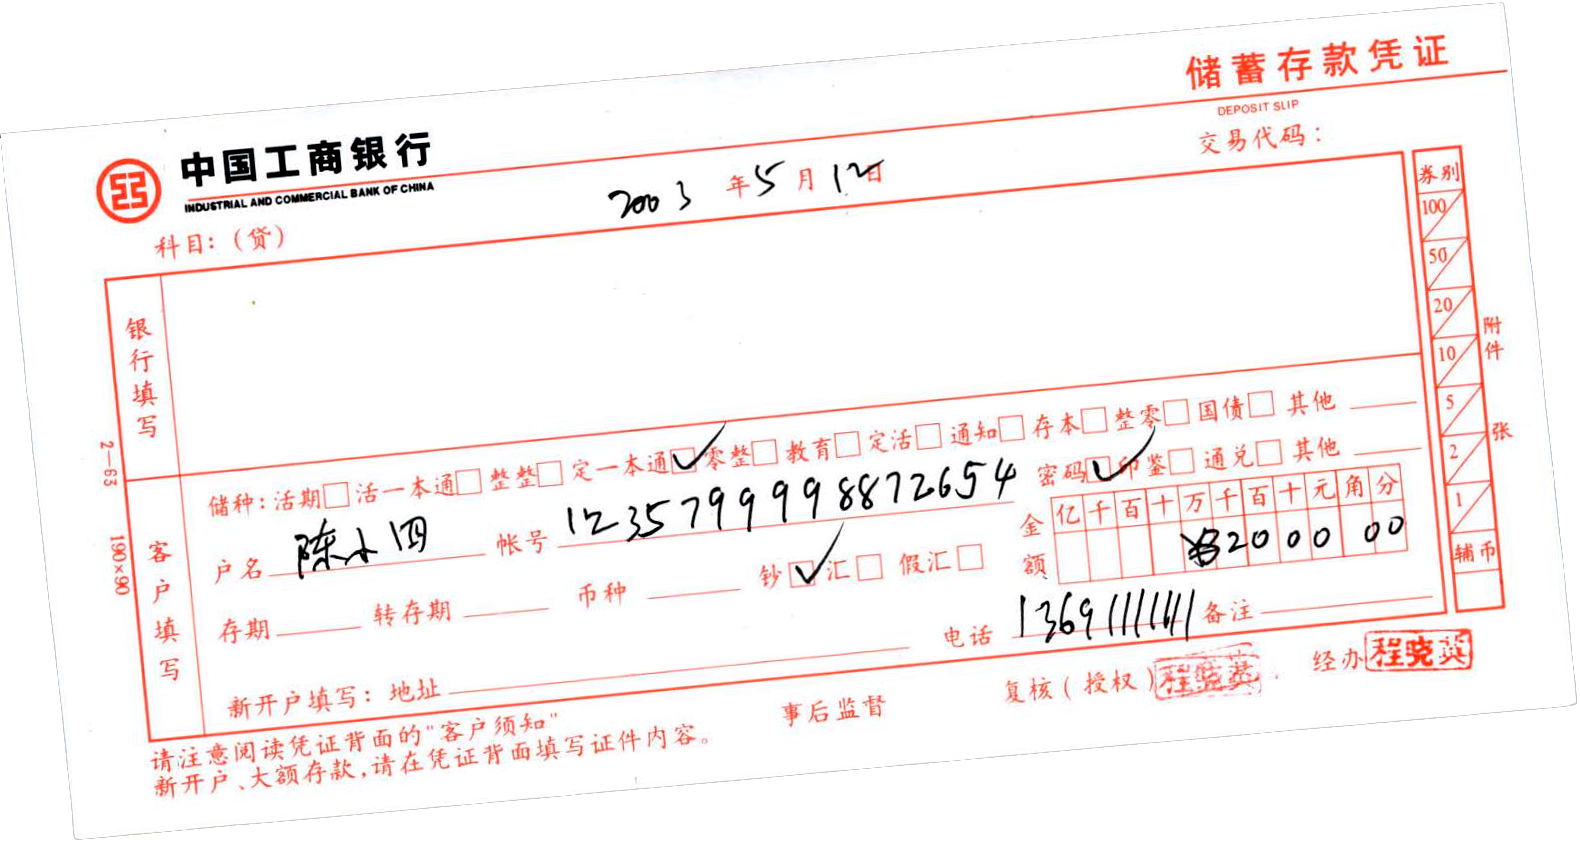 储蓄存款凭证
DEPOSIT SLIP
中国工商银行
INDUSTRIAL AND COMMERCIAL BANK OF CHINA
2003 年 5 月 12 日
交易代码：
科目：（贷）
券别
100
50
20
10
5
2
1
辅币
附件 张
银行填写
2—63 190×90
客户填写
储种：活期□ 活一本通□ 整整□ 定一本通☑ 零整□ 教育□ 定活□ 通知□ 存本□ 整零□ 国债□ 其他
户名 陈小四 帐号 1235799998872654 密码☑ 印鉴□ 通兑□ 其他
金额 亿 千 百 十 万 千 百 十 元 角 分
¥2000 00
存期 转存期 币种 钞☑ 汇□ 假汇□
电话 13691111141 备注
新开户填写：地址
复核（授权） 程晓英 经办 程晓英
事后监督
请注意阅读凭证背面的"客户须知"
新开户、大额存款，请在凭证背面填写证件内容。